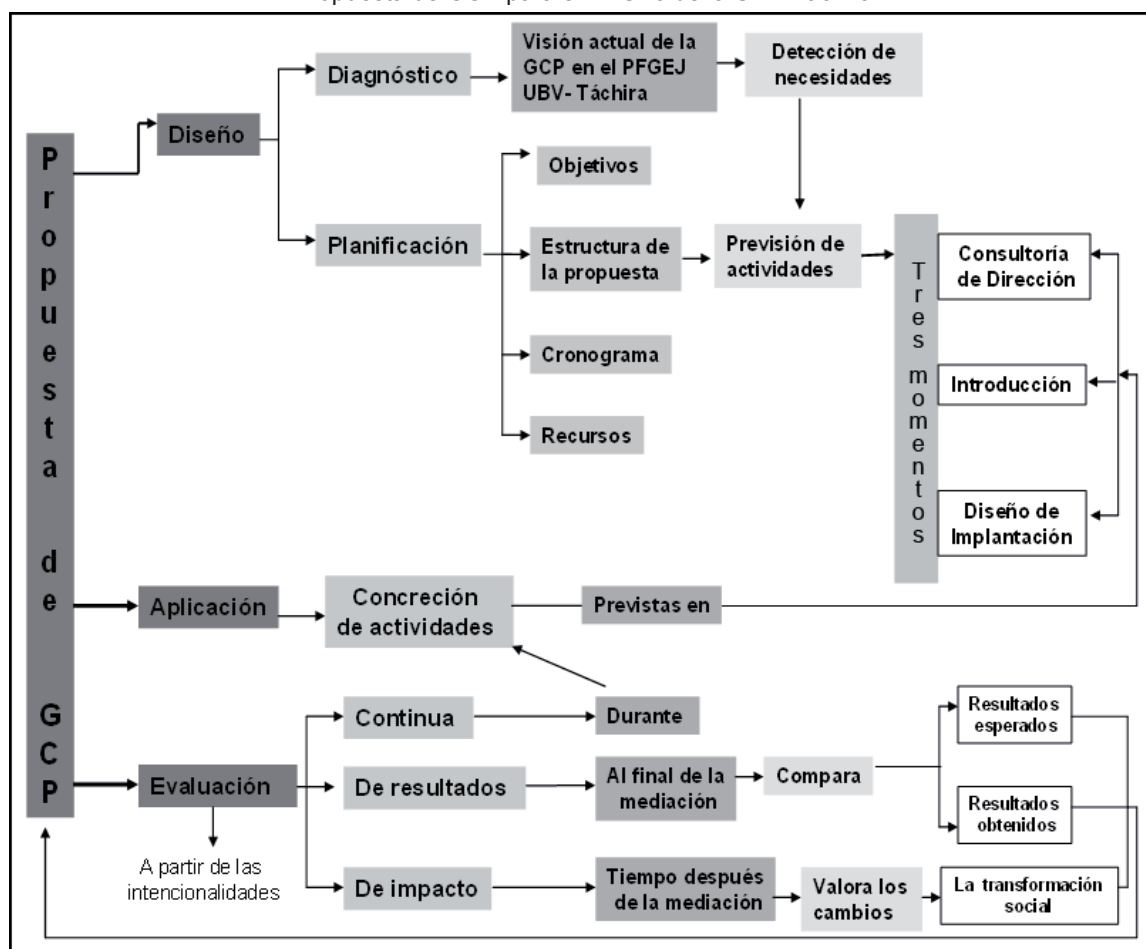 Propuesta de GCP
Diseño
Diagnóstico
Visión actual de la
GCP en el PFGEJ
UBV- Táchira
Detección de
necesidades
Planificación
Objetivos
Estructura de
la propuesta
Cronograma
Recursos
Previsión de
actividades
Tres momentos
Consultoría
de Dirección
Introducción
Diseño de
Implantación
Aplicación
Concreción
de actividades
Previstas en
Evaluación
A partir de las
intencionalidades
Continua
Durante
De resultados
Al final de la
mediación
Compara
Resultados
esperados
Resultados
obtenidos
De impacto
Tiempo después
de la mediación
Valora los
cambios
La transformación
social